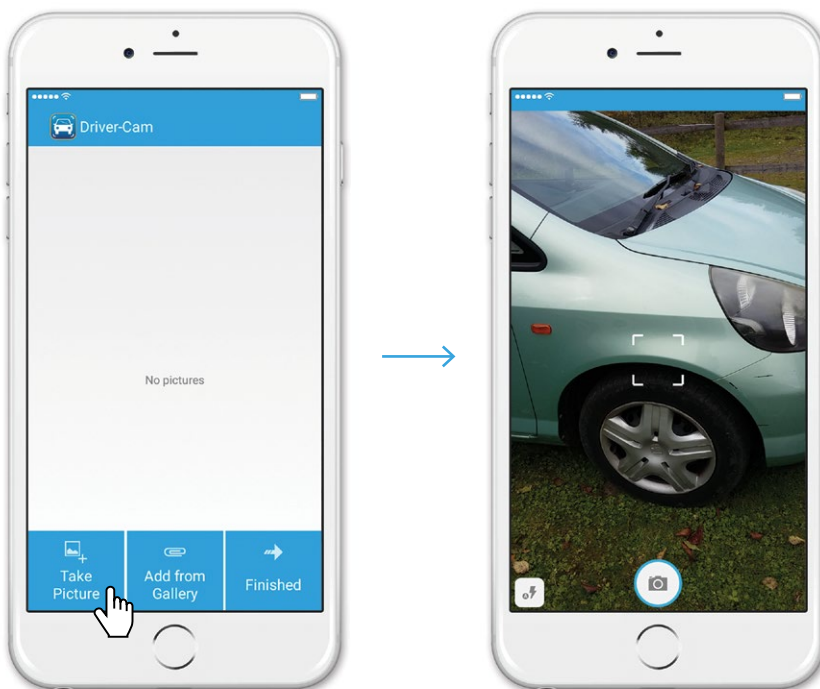 Driver-Cam
No pictures
Take
Picture
Add from
Gallery
Finished